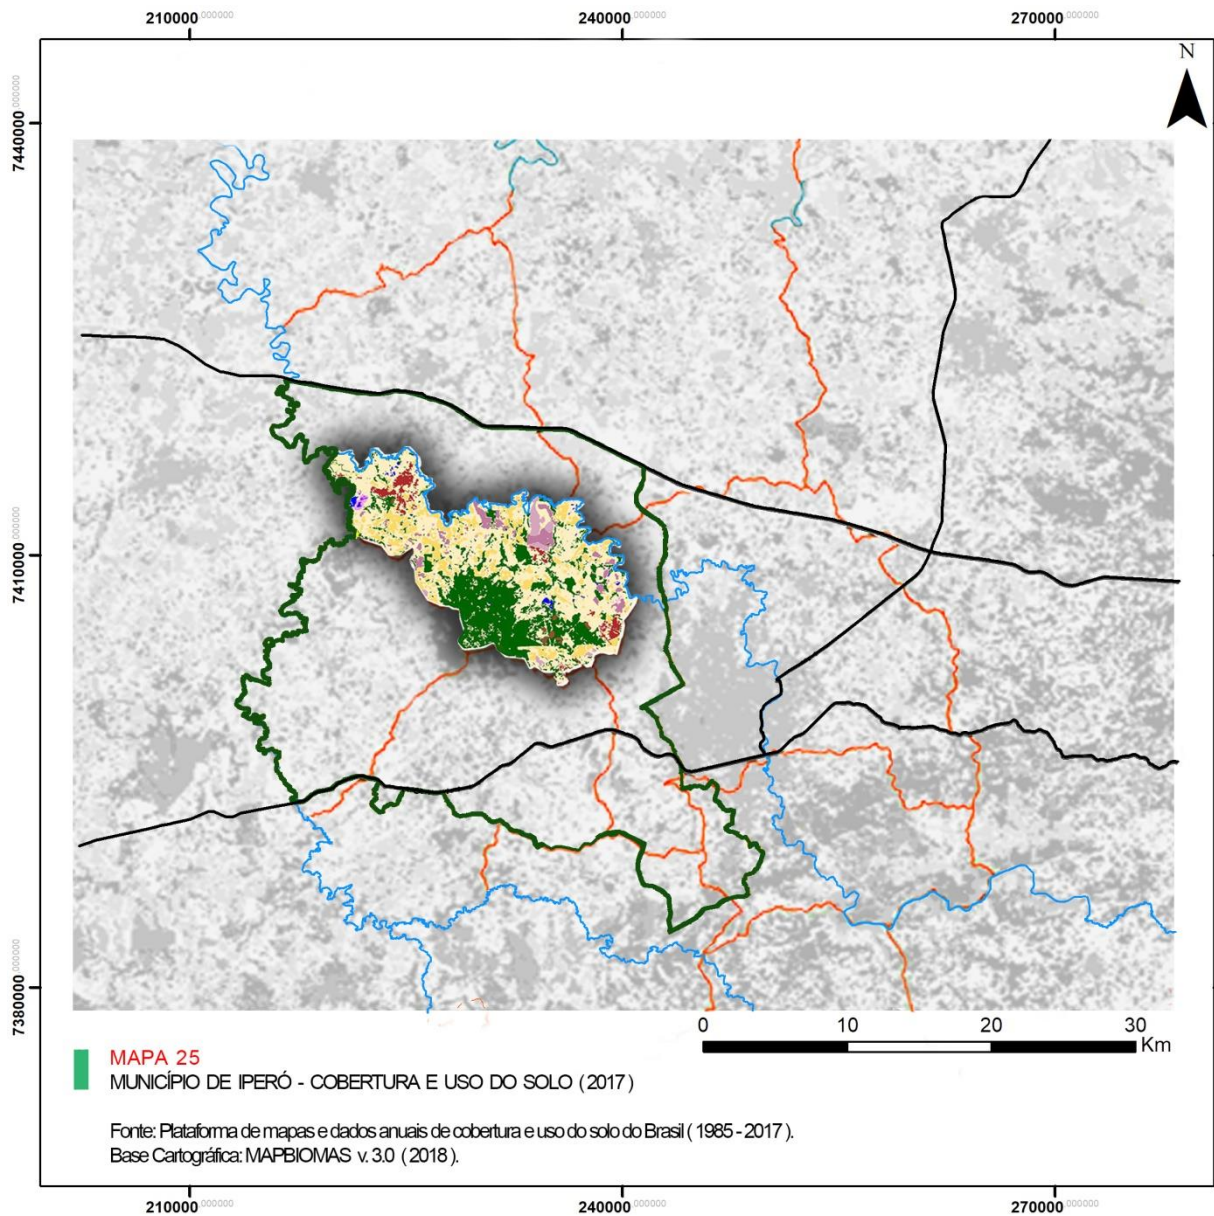 210000,000000 240000,000000 270000,000000
N
7440000,000000
7410000,000000
7380000,000000
0 10 20 30
Km
MAPA 25
MUNICÍPIO DE IPERÓ - COBERTURA E USO DO SOLO ( 2017 )
Fonte: Plataforma de mapas e dados anuais de cobertura e uso do solo do Brasil ( 1985 - 2017 ).
Base Cartográfica: MAPBIOMAS v. 3.0 ( 2018 ).
210000,000000 240000,000000 270000,000000